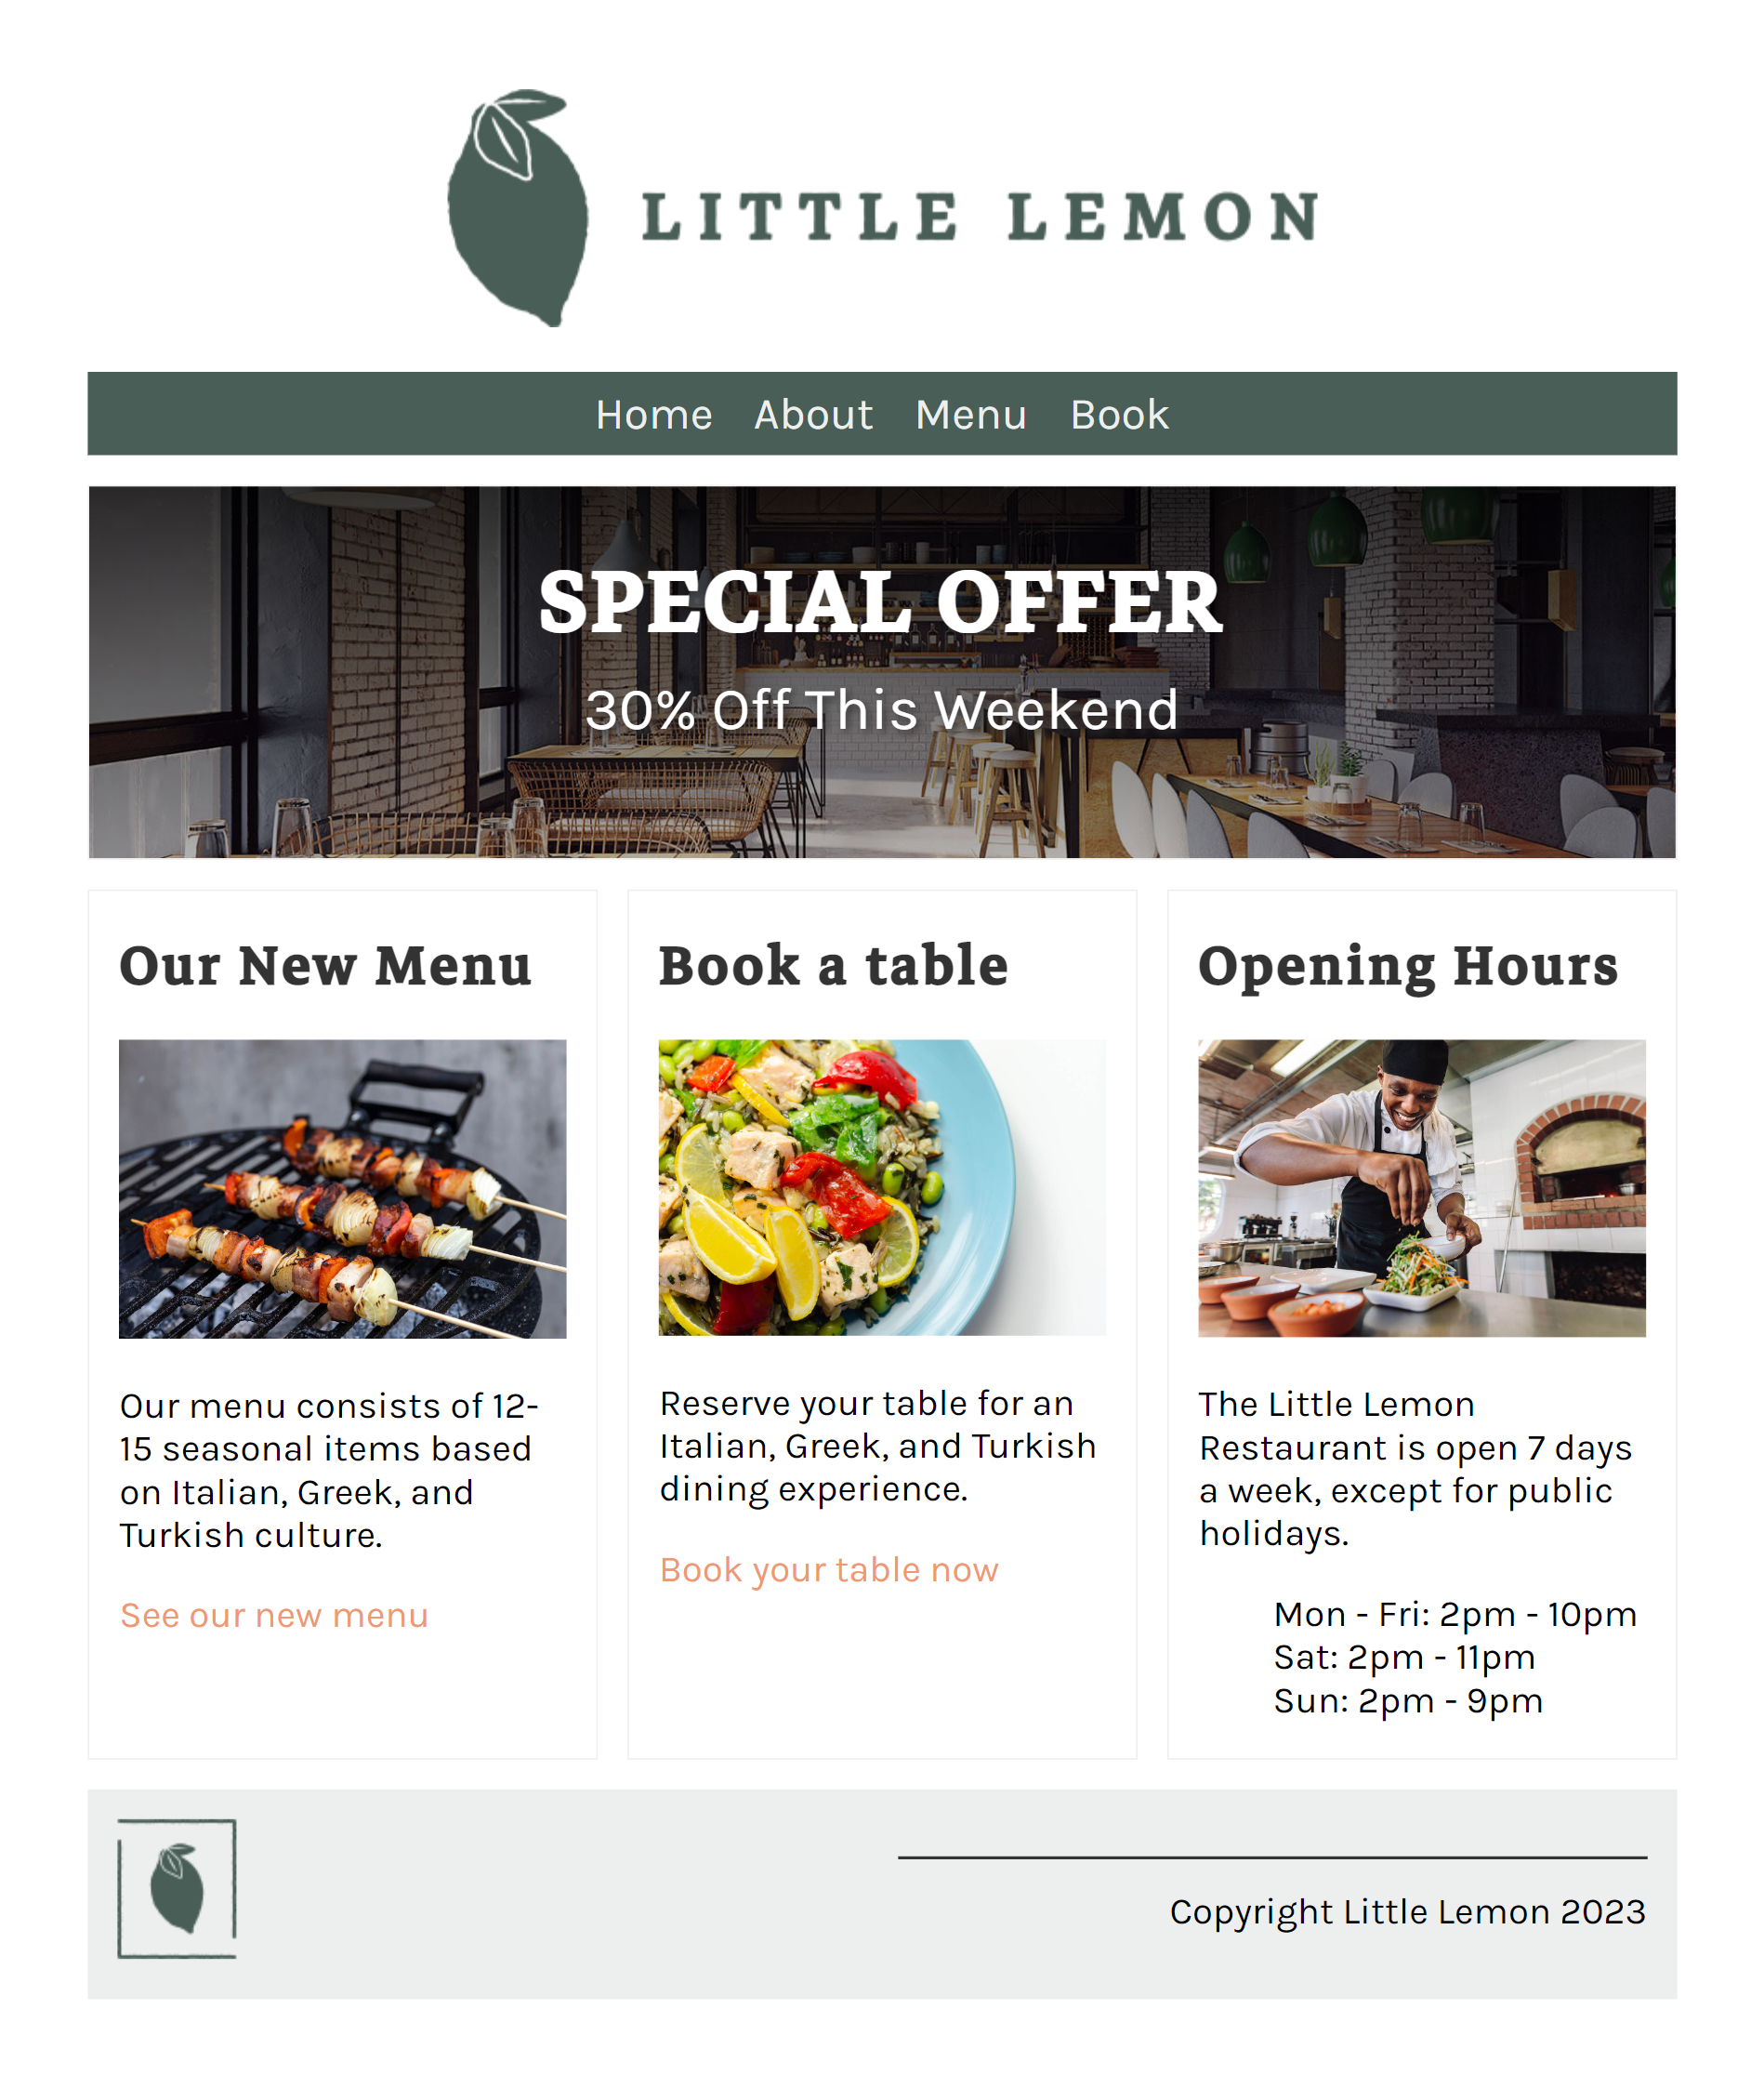 LITTLE LEMON
Home About Menu Book
SPECIAL OFFER
30% Off This Weekend
Our New Menu
Our menu consists of 12-
15 seasonal items based
on Italian, Greek, and
Turkish culture.
See our new menu
Book a table
Reserve your table for an
Italian, Greek, and Turkish
dining experience.
Book your table now
Opening Hours
The Little Lemon
Restaurant is open 7 days
a week, except for public
holidays.
Mon - Fri: 2pm - 10pm
Sat: 2pm - 11pm
Sun: 2pm - 9pm
Copyright Little Lemon 2023